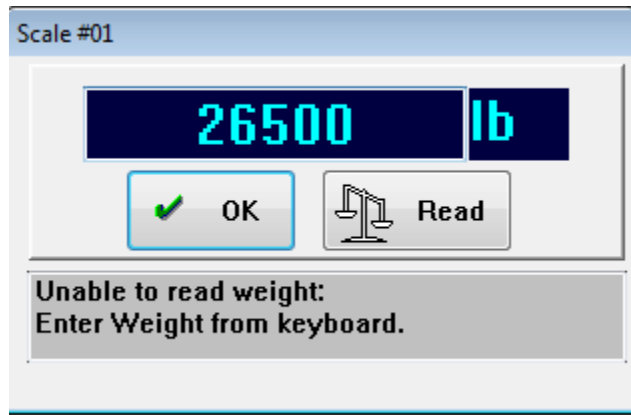 Scale #01
26500 lb
OK Read
Unable to read weight:
Enter Weight from keyboard.